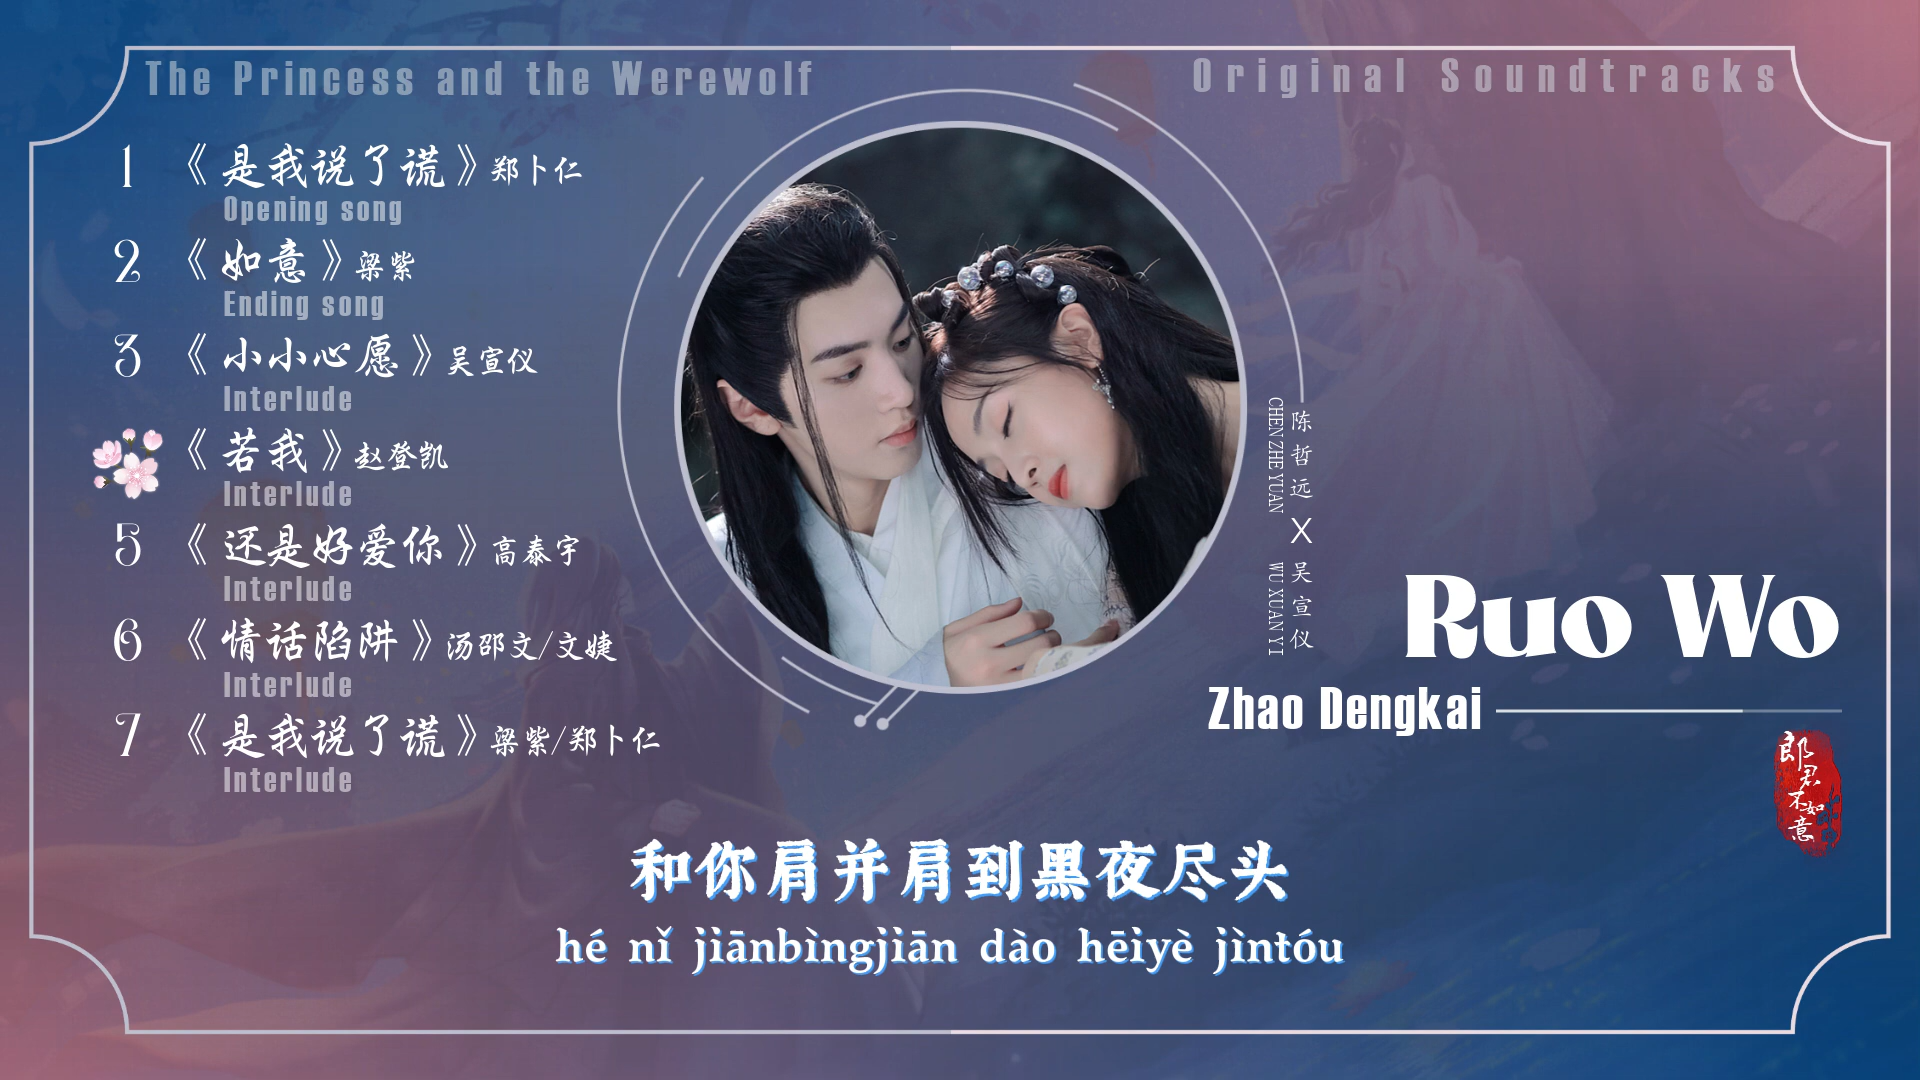 The Princess and the Werewolf
Original Soundtracks
1 《是我说了谎》郑卜仁
Opening song
2 《如意》梁紫
Ending song
3 《小小心愿》吴宣仪
Interlude
《若我》赵登凯
Interlude
5 《还是好爱你》高泰宇
Interlude
6 《情话陷阱》汤邵文/文婕
Interlude
7 《是我说了谎》梁紫/郑卜仁
Interlude
陈哲远 X 吴宣仪
CHEN ZHE YUAN WU XUAN YI
Ruo Wo
Zhao Dengkai
郎君不如意
和你肩并肩到黑夜尽头
hé nǐ jiānbìngjiān dào hēiyè jìntóu